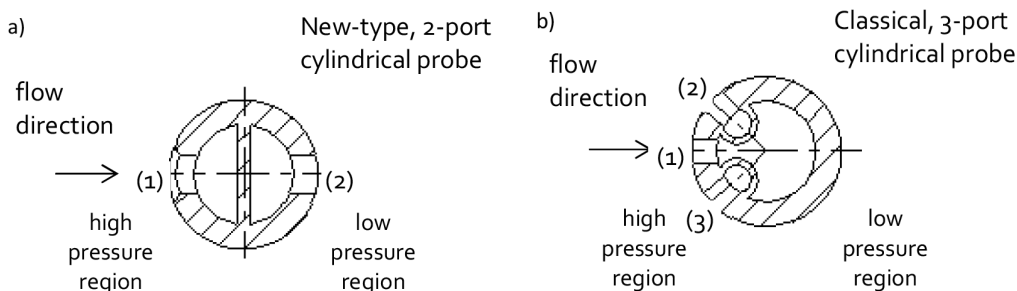 a)
New-type, 2-port
cylindrical probe
flow
direction
(1)
(2)
high
pressure
region
low
pressure
region
b)
Classical, 3-port
cylindrical probe
flow
direction
(2)
(1)
(3)
high
pressure
region
low
pressure
region